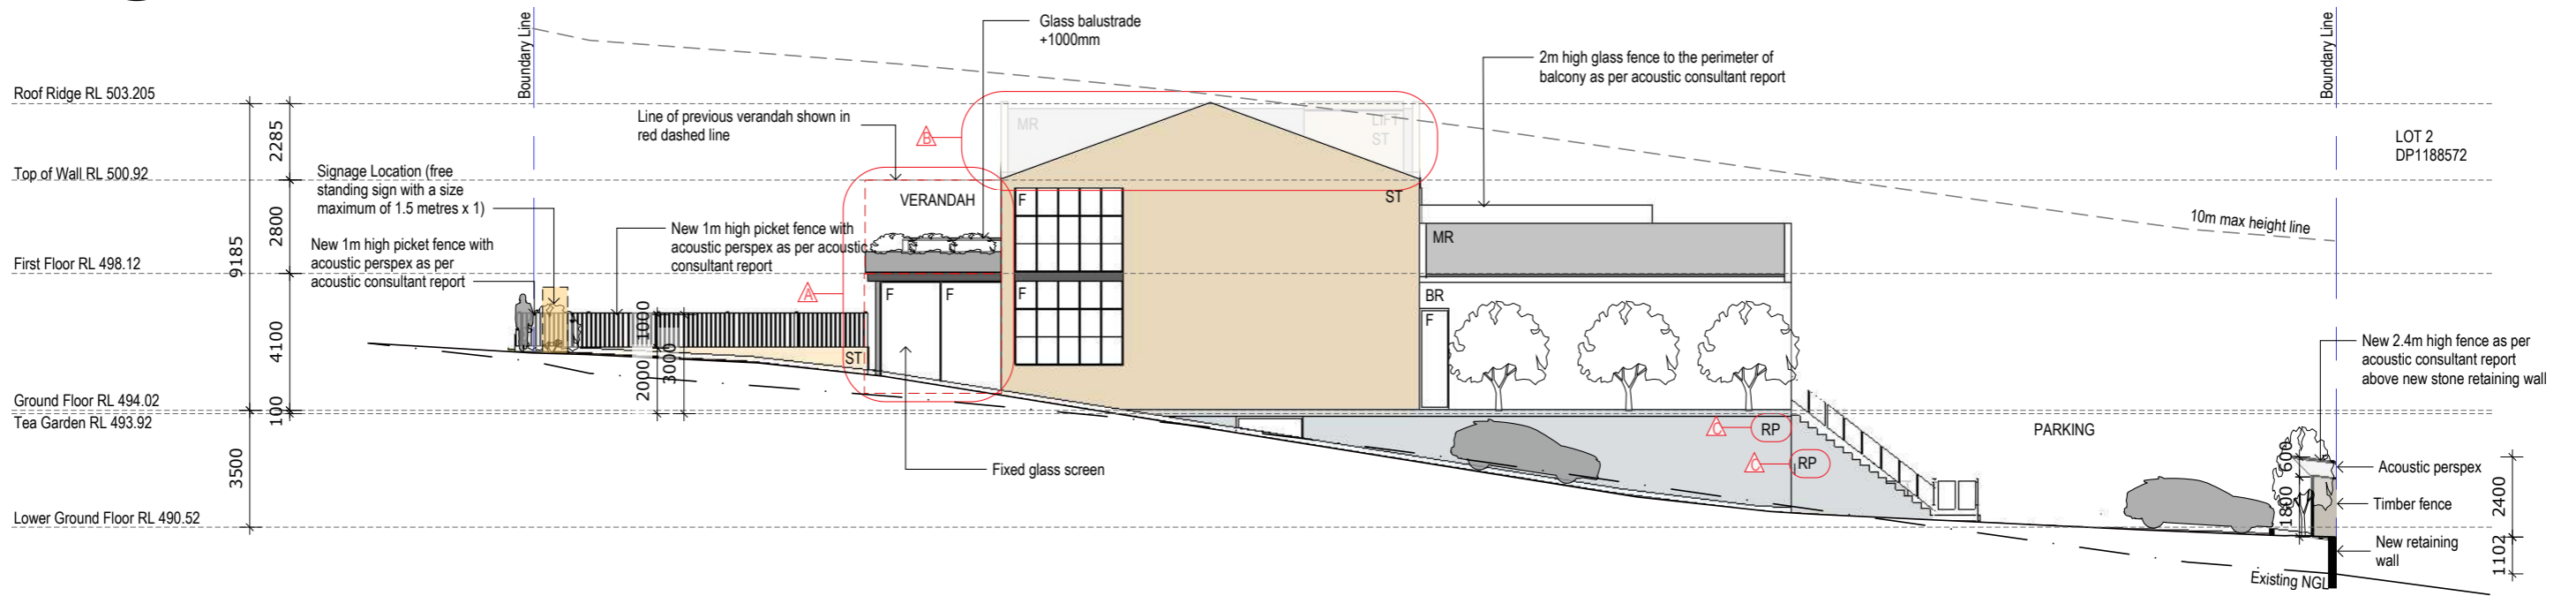 Boundary Line
Glass balustrade
+1000mm
2m high glass fence to the perimeter of
balcony as per acoustic consultant report
Boundary Line
Roof Ridge RL 503.205
Line of previous verandah shown in
red dashed line
MR
LIFT
ST
B
LOT 2
DP1188572
2285
Top of Wall RL 500.92
Signage Location (free
standing sign with a size
maximum of 1.5 metres x 1)
VERANDAH
F
ST
10m max height line
2800
9185
New 1m high picket fence with
acoustic perspex as per acoustic
consultant report
New 1m high picket fence with
acoustic perspex as per
acoustic consultant report
MR
First Floor RL 498.12
A
F
F
F
BR
F
4100
1000
2000
3000
ST
New 2.4m high fence as per
acoustic consultant report
above new stone retaining wall
Ground Floor RL 494.02
100
Tea Garden RL 493.92
C
RP
C
RP
PARKING
3500
Fixed glass screen
600
1800
Acoustic perspex
Timber fence
2400
Lower Ground Floor RL 490.52
New retaining
wall
1102
Existing NGL